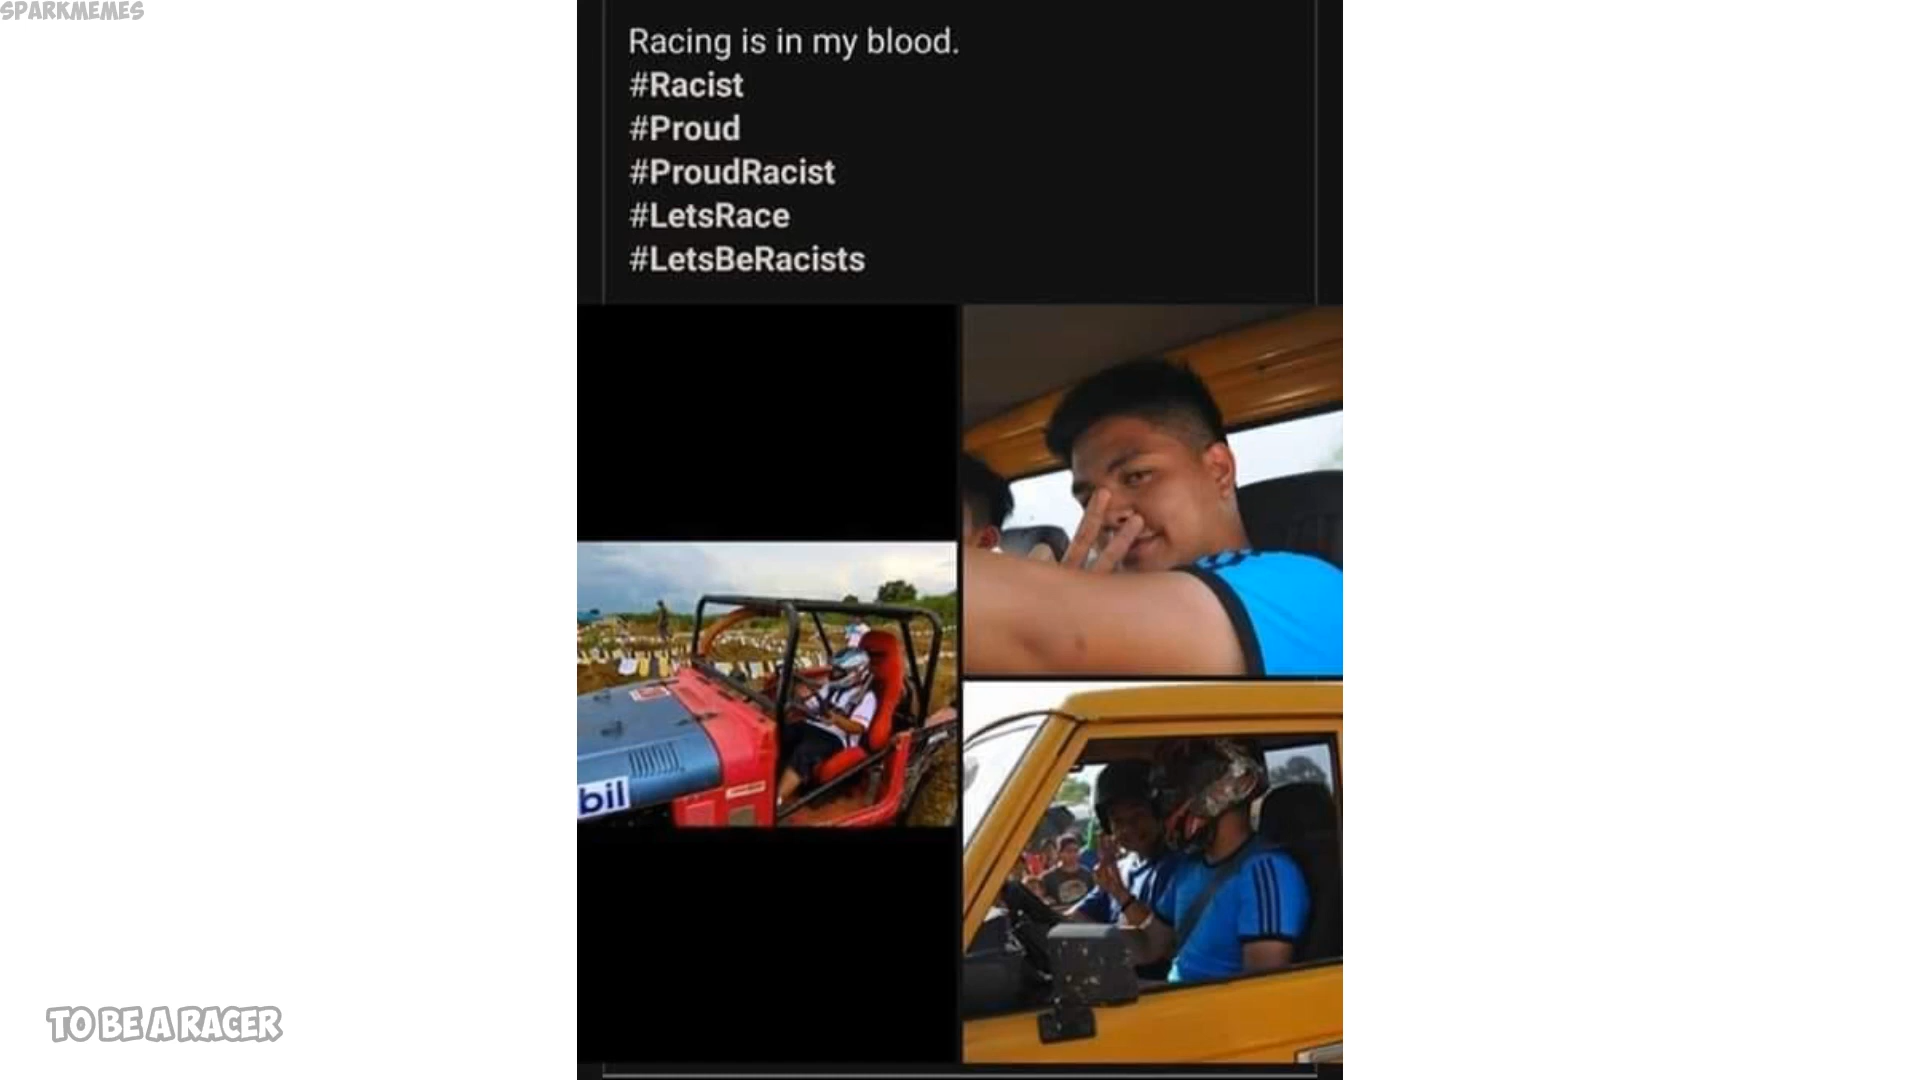 SPARKMEMES
Racing is in my blood.
#Racist
#Proud
#ProudRacist
#LetsRace
#LetsBeRacists
bil
TO BE A RACER